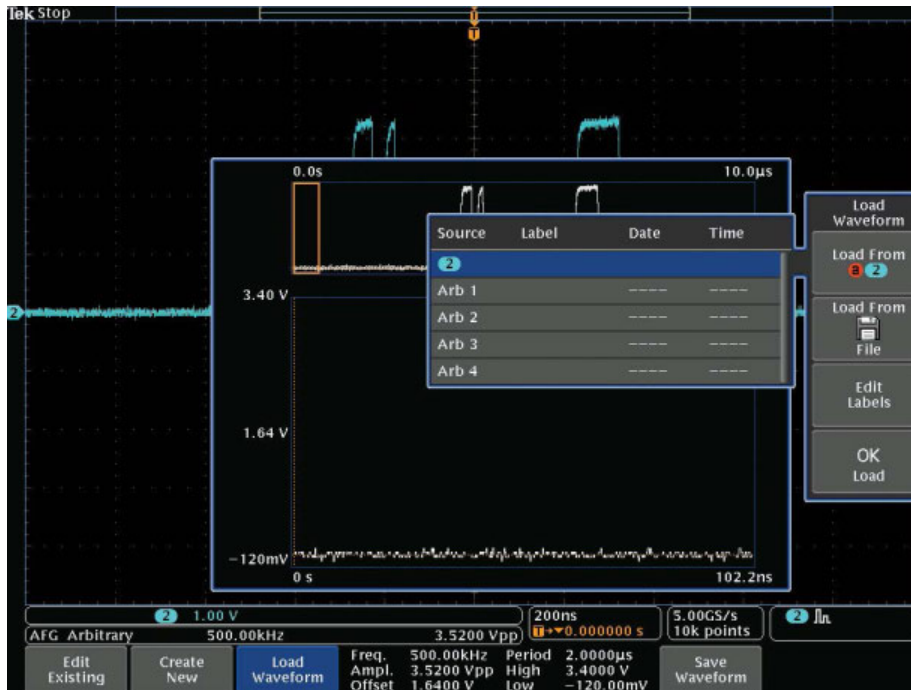 Tek Stop
T
T
0.0s 10.0µs
Load
Waveform
Source Label Date Time
2
Load From
a 2
Arb 1 ---- ----
3.40 V
Load From
File
2
Arb 2 ---- ----
Arb 3 ---- ----
Arb 4 ---- ----
Edit
Labels
1.64 V
OK
Load
-120mV
0 s 102.2ns
2 1.00 V
200ns
T→▼0.000000 s
5.00GS/s
10k points
2
AFG Arbitrary 500.00kHz 3.5200 Vpp
Edit
Existing
Create
New
Load
Waveform
Freq. 500.00kHz Period 2.0000µs
Ampl. 3.5200 Vpp High 3.4000 V
Offset 1.6400 V Low -120.00mV
Save
Waveform